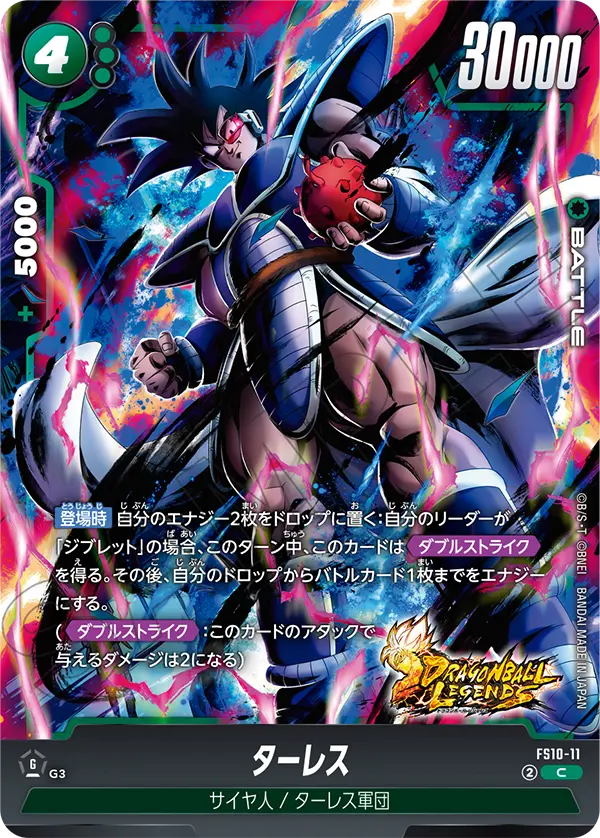 4
30000
+5000
BATTLE
登場時 自分のエナジー2枚をドロップに置く:自分のリーダーが
「ジブレット」の場合、このターン中、このカードは ダブルストライク
を得る。その後、自分のドロップからバトルカード1枚までをエナジー
にする。
( ダブルストライク :このカードのアタックで
与えるダメージは2になる)
DRAGONBALL
LEGENDS
©B/S・T ©BNEI BANDAI MADE IN JAPAN
ターレス
FS10-11
G
G3
② C
サイヤ人 / ターレス軍団